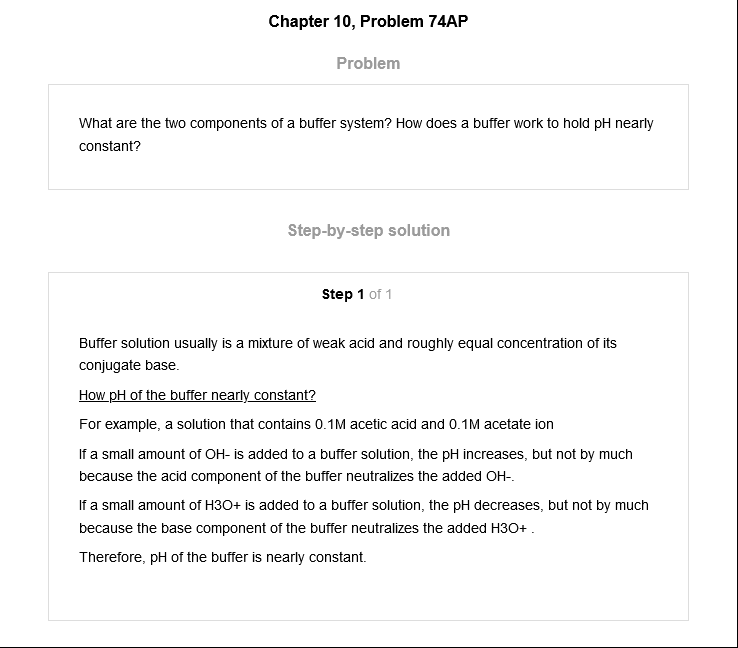 Chapter 10, Problem 74AP
Problem
What are the two components of a buffer system? How does a buffer work to hold pH nearly
constant?
Step-by-step solution
Step 1 of 1
Buffer solution usually is a mixture of weak acid and roughly equal concentration of its
conjugate base.
How pH of the buffer nearly constant?
For example, a solution that contains 0.1M acetic acid and 0.1M acetate ion
If a small amount of OH- is added to a buffer solution, the pH increases, but not by much
because the acid component of the buffer neutralizes the added OH-.
If a small amount of H3O+ is added to a buffer solution, the pH decreases, but not by much
because the base component of the buffer neutralizes the added H3O+ .
Therefore, pH of the buffer is nearly constant.